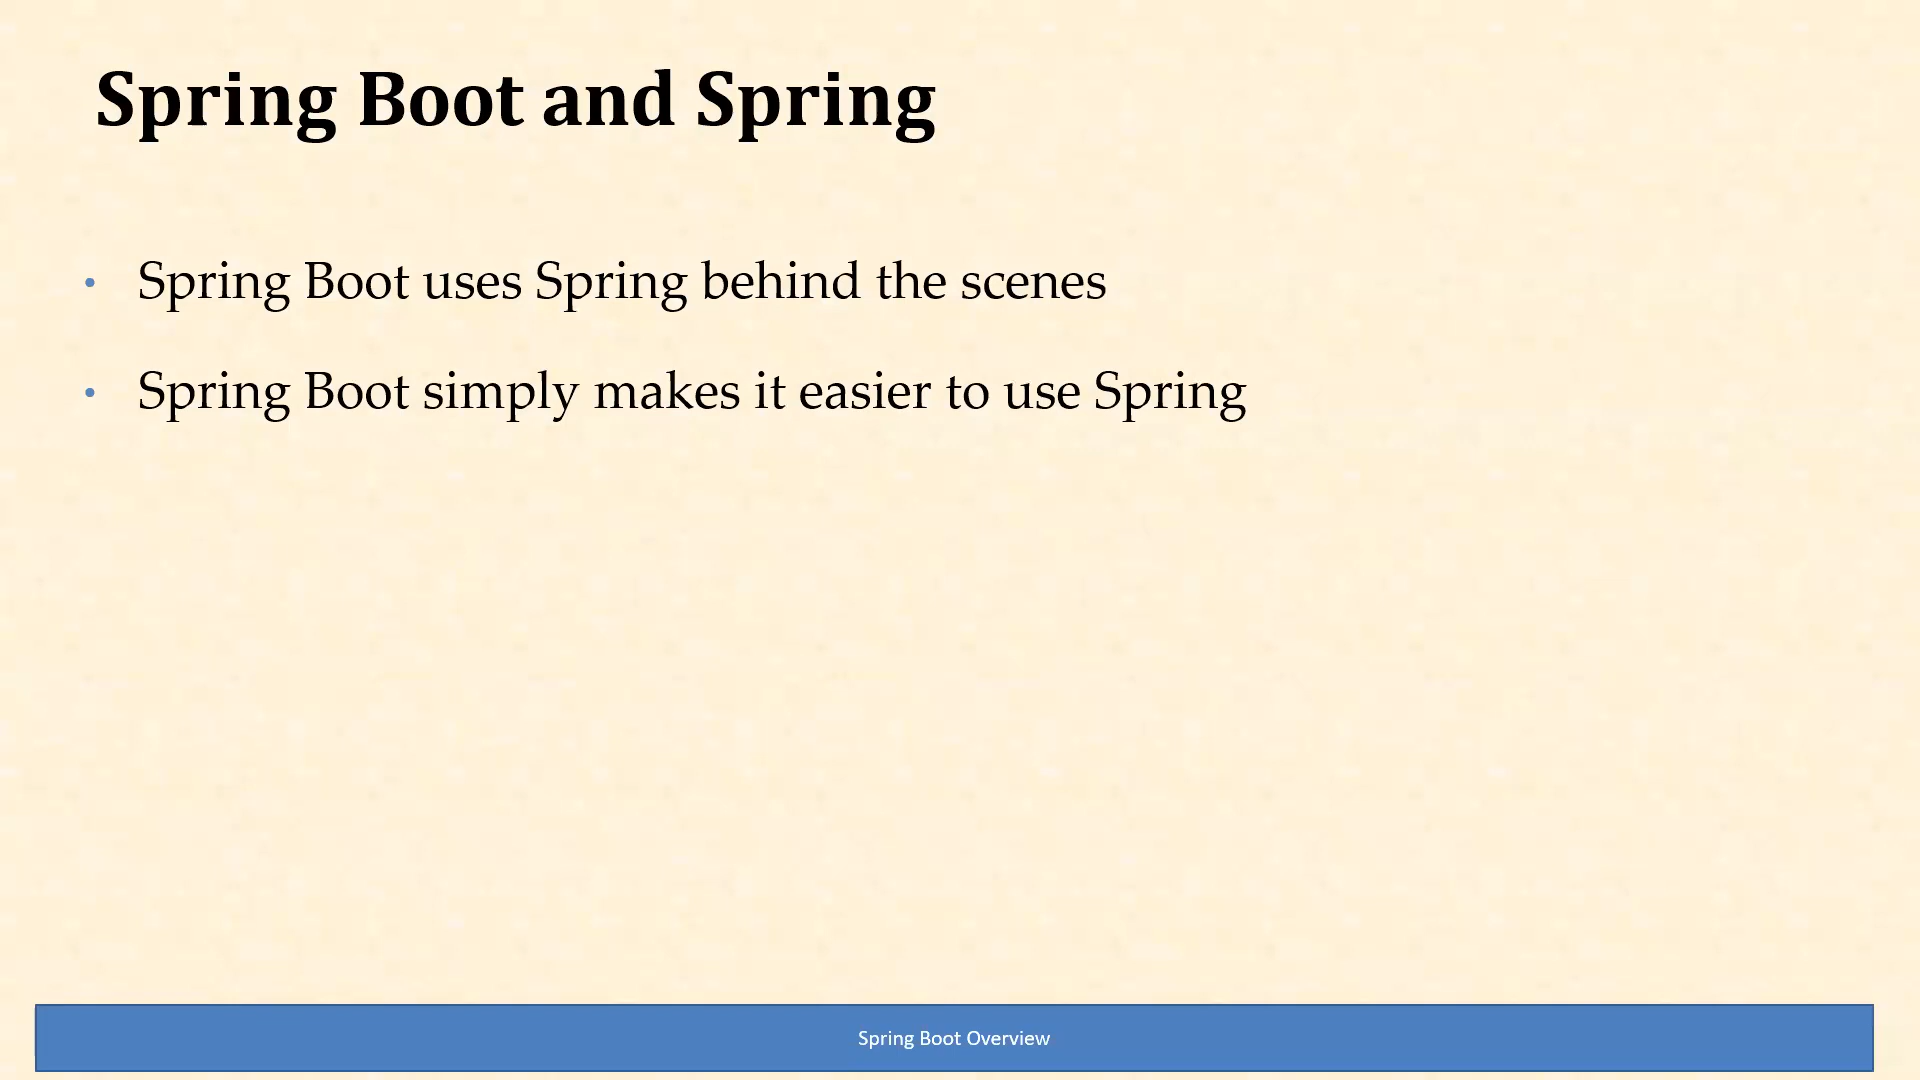 Spring Boot and Spring
• Spring Boot uses Spring behind the scenes
• Spring Boot simply makes it easier to use Spring
Spring Boot Overview